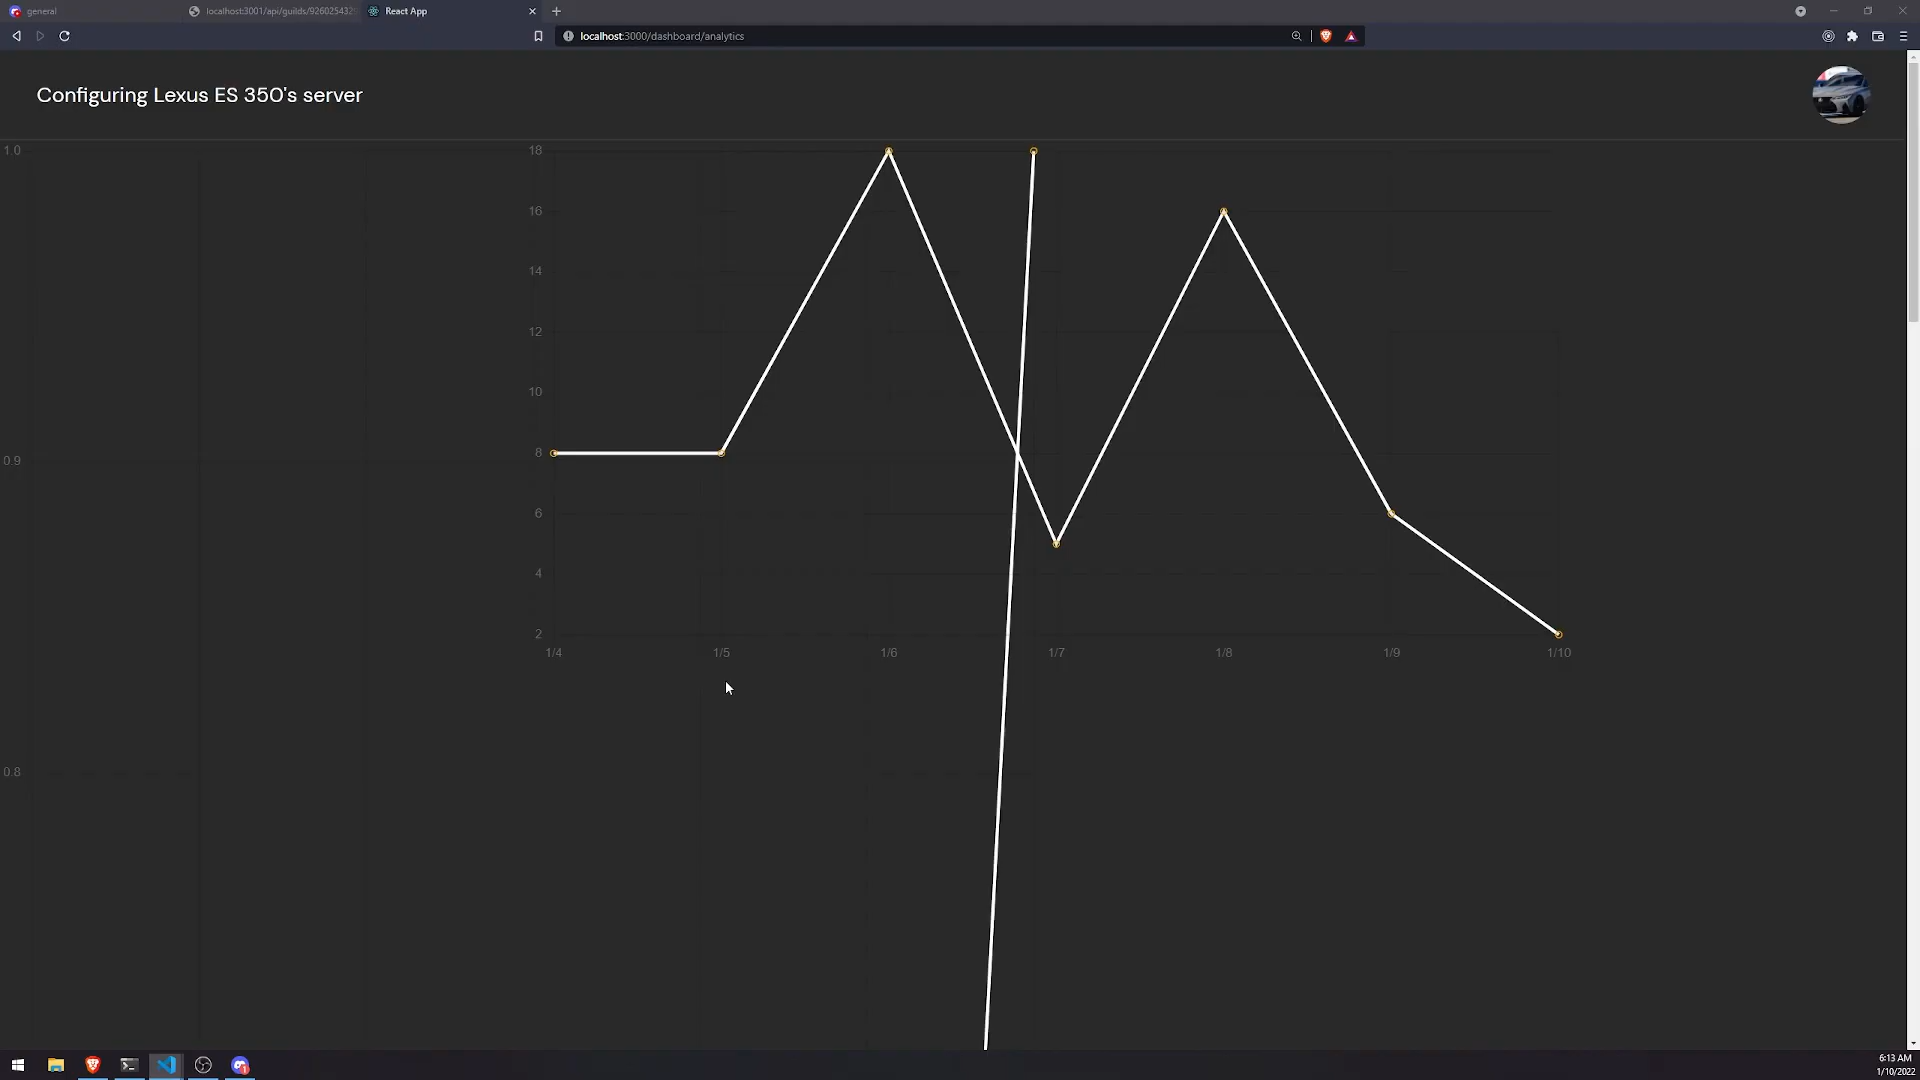 general
localhost:3001/api/guilds/926025432
React App
localhost:3000/dashboard/analytics
Configuring Lexus ES 350's server
1.0
0.9
0.8
18
16
14
12
10
8
6
4
2
1/4 1/5 1/6 1/7 1/8 1/9 1/10
6:13 AM
1/10/2022